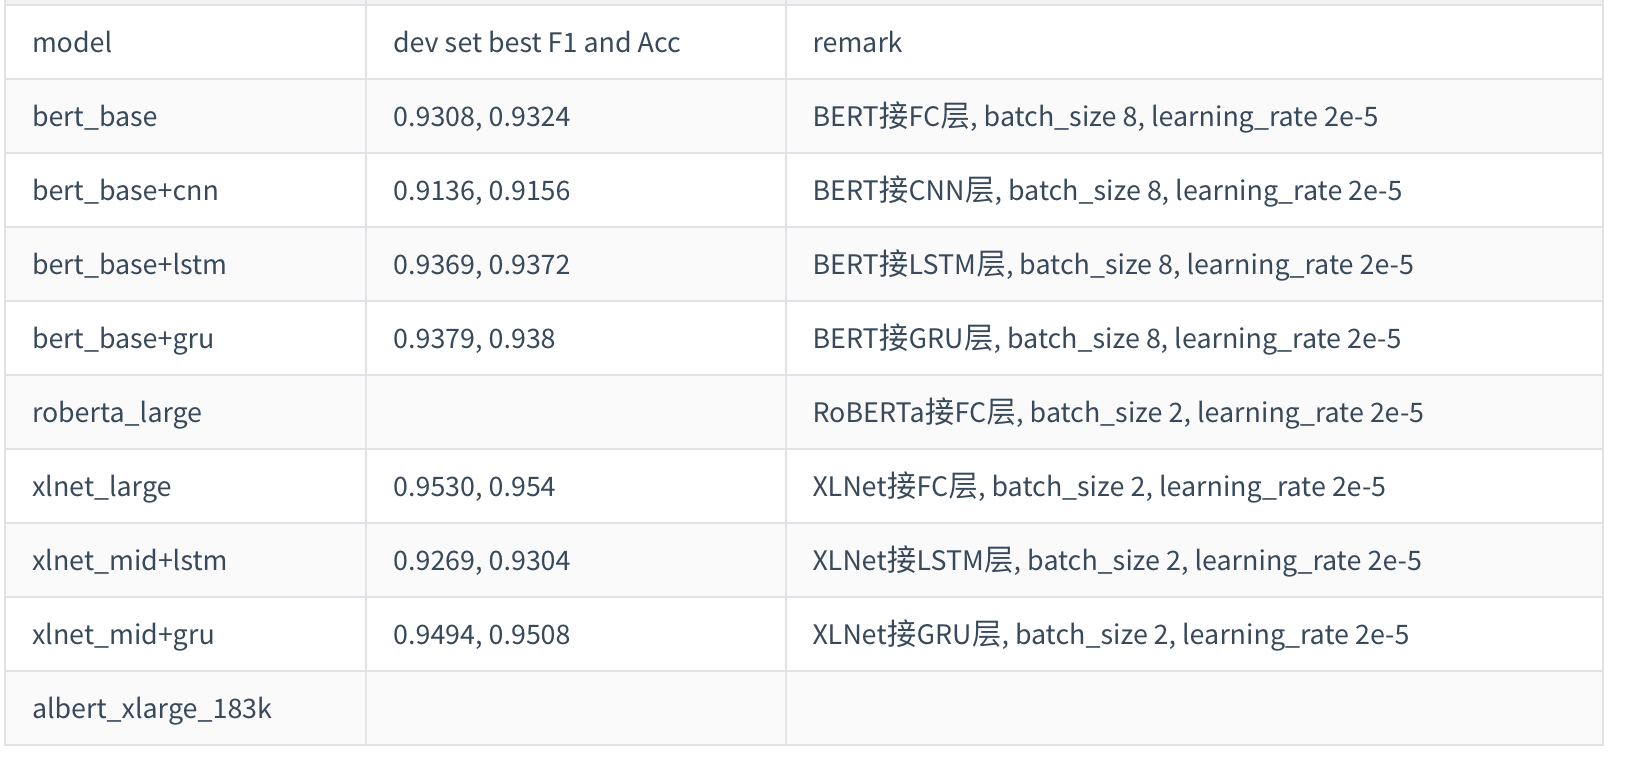 model dev set best F1 and Acc remark
bert_base 0.9308, 0.9324 BERT接FC层, batch_size 8, learning_rate 2e-5
bert_base+cnn 0.9136, 0.9156 BERT接CNN层, batch_size 8, learning_rate 2e-5
bert_base+lstm 0.9369, 0.9372 BERT接LSTM层, batch_size 8, learning_rate 2e-5
bert_base+gru 0.9379, 0.938 BERT接GRU层, batch_size 8, learning_rate 2e-5
roberta_large RoBERTa接FC层, batch_size 2, learning_rate 2e-5
xlnet_large 0.9530, 0.954 XLNet接FC层, batch_size 2, learning_rate 2e-5
xlnet_mid+lstm 0.9269, 0.9304 XLNet接LSTM层, batch_size 2, learning_rate 2e-5
xlnet_mid+gru 0.9494, 0.9508 XLNet接GRU层, batch_size 2, learning_rate 2e-5
albert_xlarge_183k